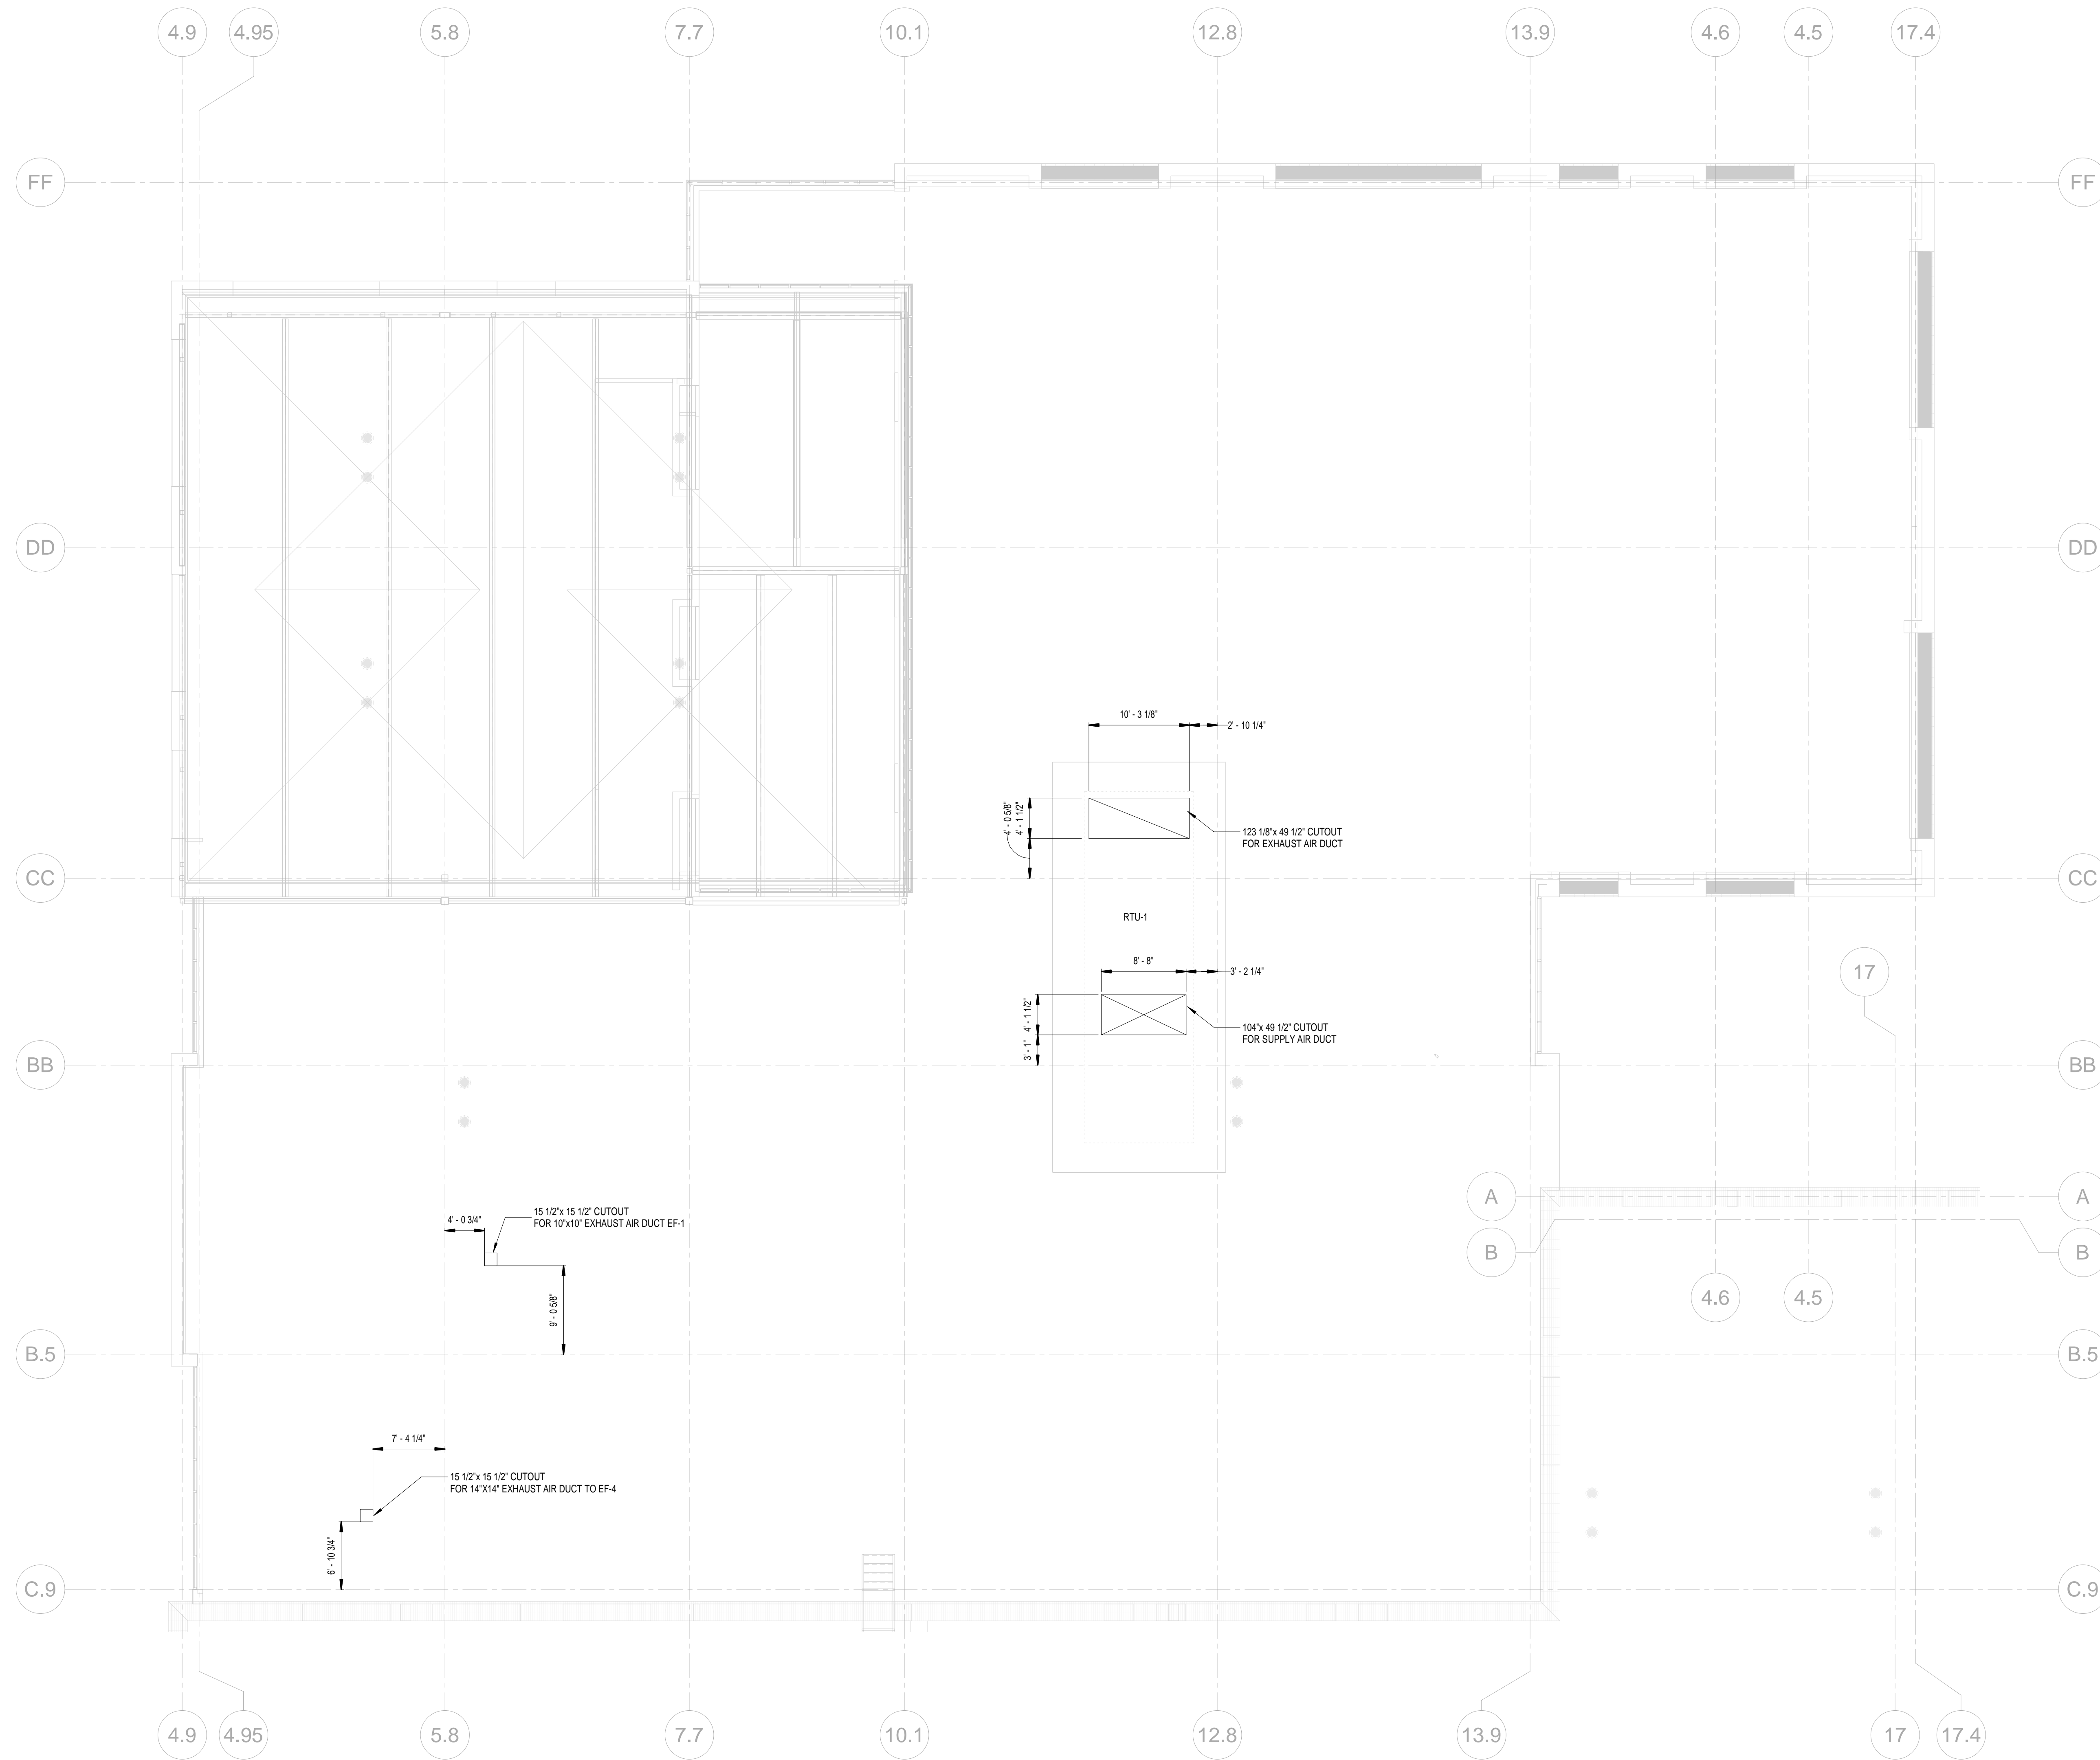 4.9
4.95
5.8
7.7
10.1
12.8
13.9
4.6
4.5
17.4
FF
FF
DD
DD
10' - 3 1/8"
2' - 10 1/4"
4' - 0 5/8"
4' - 1 1/2"
123 1/8"x 49 1/2" CUTOUT
FOR EXHAUST AIR DUCT
CC
CC
RTU-1
8' - 8"
3' - 2 1/4"
17
4' - 1 1/2"
3' - 1"
104"x 49 1/2" CUTOUT
FOR SUPPLY AIR DUCT
BB
BB
A
A
4' - 0 3/4"
15 1/2"x 15 1/2" CUTOUT
FOR 10"x10" EXHAUST AIR DUCT EF-1
B
B
9' - 0 5/8"
4.6
4.5
B.5
B.5
7' - 4 1/4"
15 1/2"x 15 1/2" CUTOUT
FOR 14"X14" EXHAUST AIR DUCT TO EF-4
6' - 10 3/4"
C.9
C.9
4.9
4.95
5.8
7.7
10.1
12.8
13.9
17
17.4